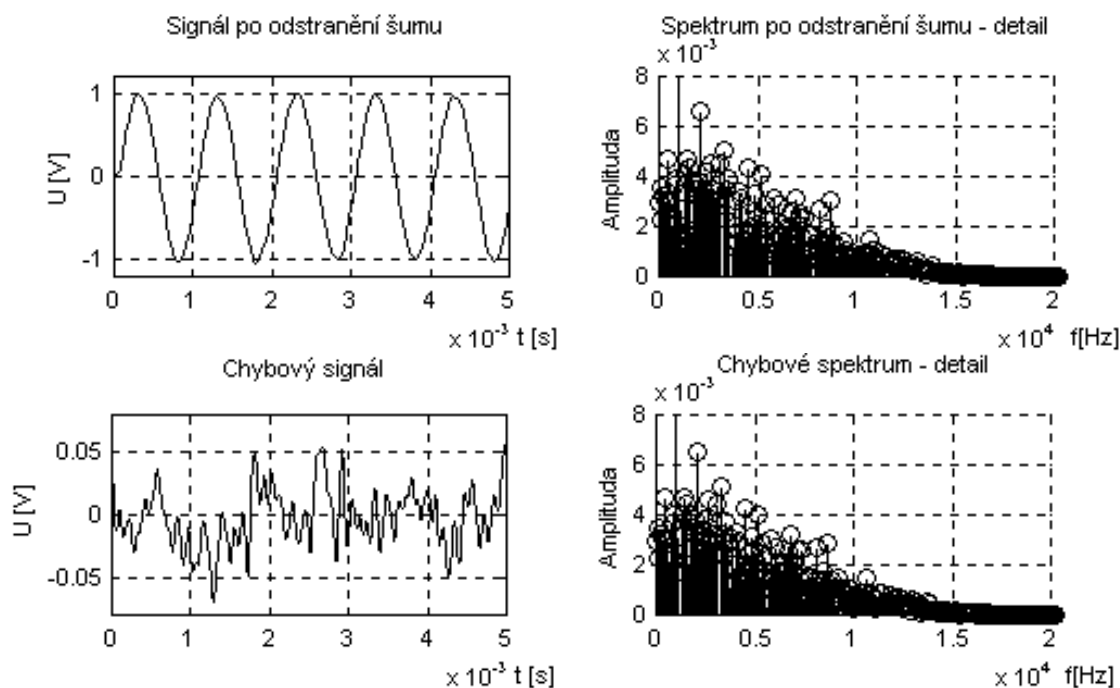 Signál po odstranění šumu
U [V]
1
0
-1
0 1 2 3 4 5
x 10⁻³ t [s]
Spektrum po odstranění šumu - detail
x 10⁻³
Amplituda
8
6
4
2
0
0 0.5 1 1.5 2
x 10⁴ f[Hz]
Chybový signál
U [V]
0.05
0
-0.05
0 1 2 3 4 5
x 10⁻³ t [s]
Chybové spektrum - detail
x 10⁻³
Amplituda
8
6
4
2
0
0 0.5 1 1.5 2
x 10⁴ f[Hz]